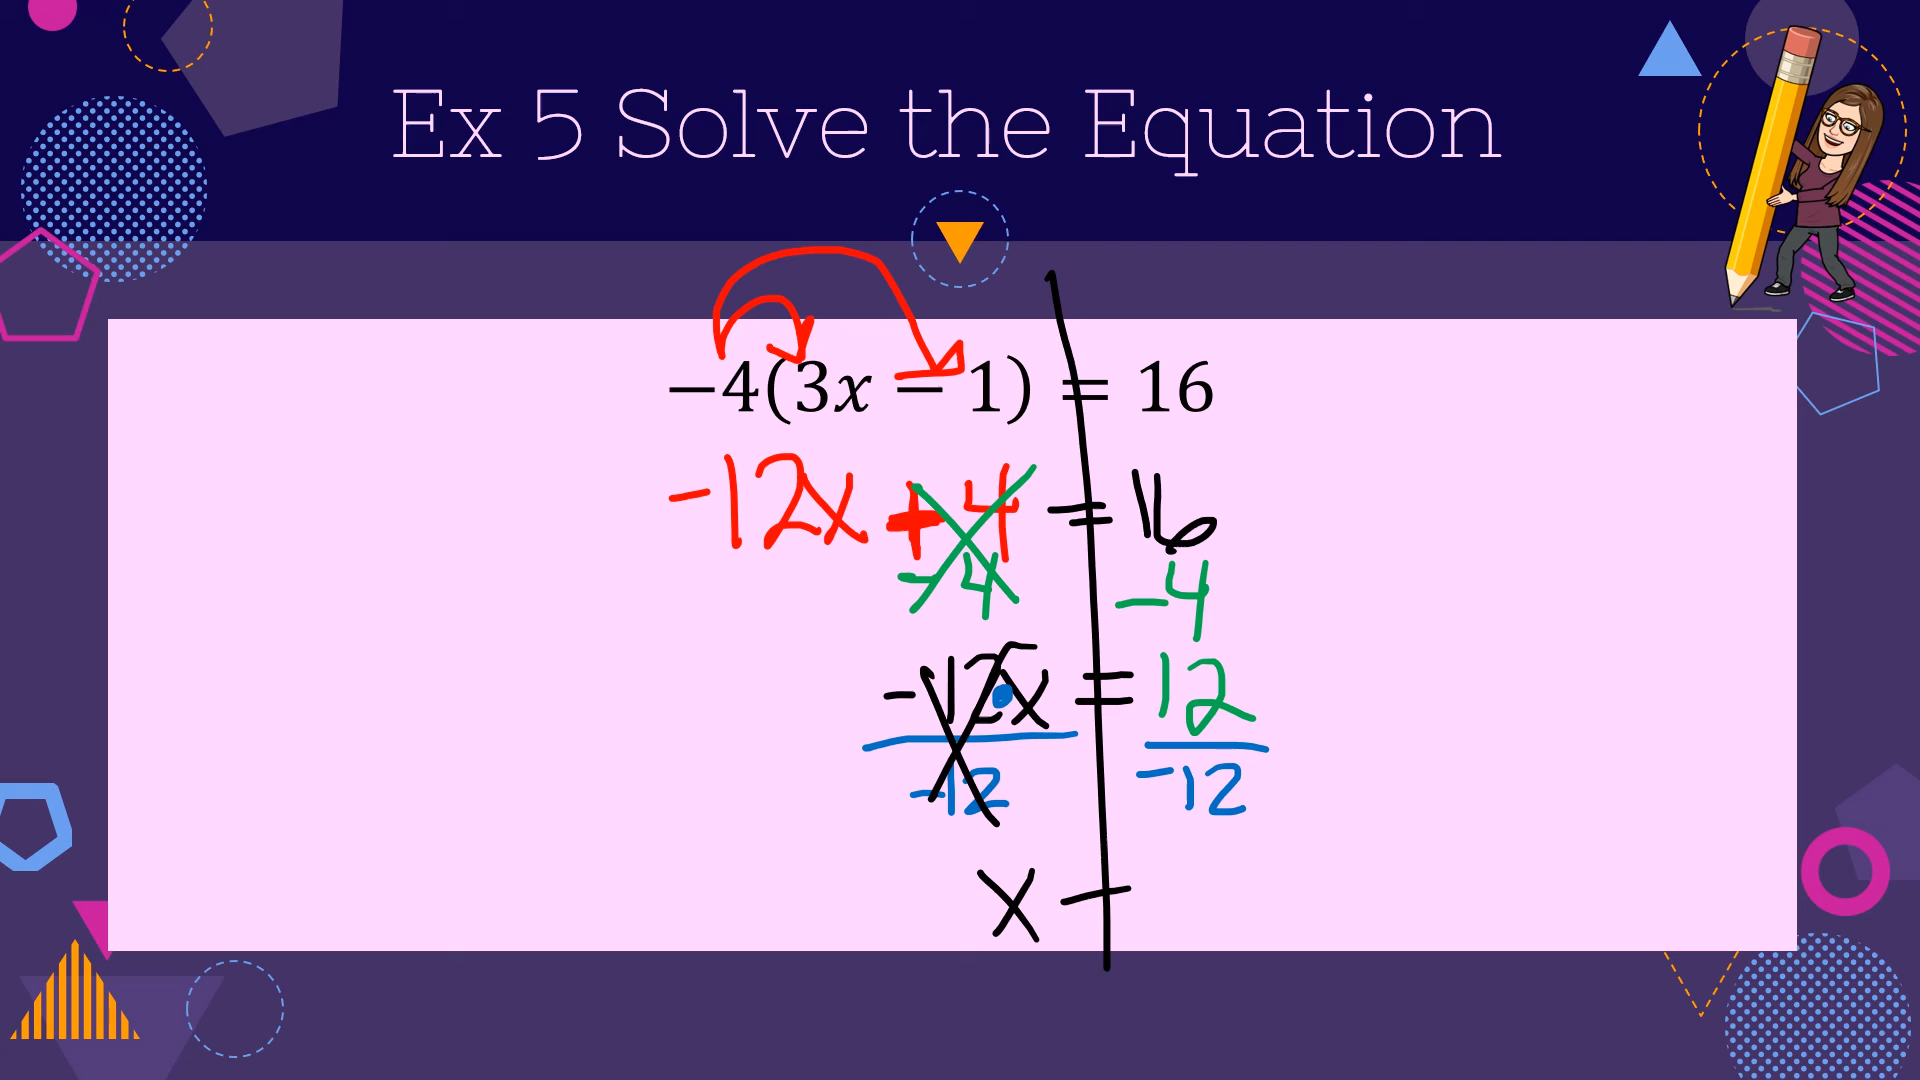 Ex 5 Solve the Equation
−4(3x − 1) = 16
-12x + 4 = 16
-4 -4
-12x = 12
-12 -12
x -